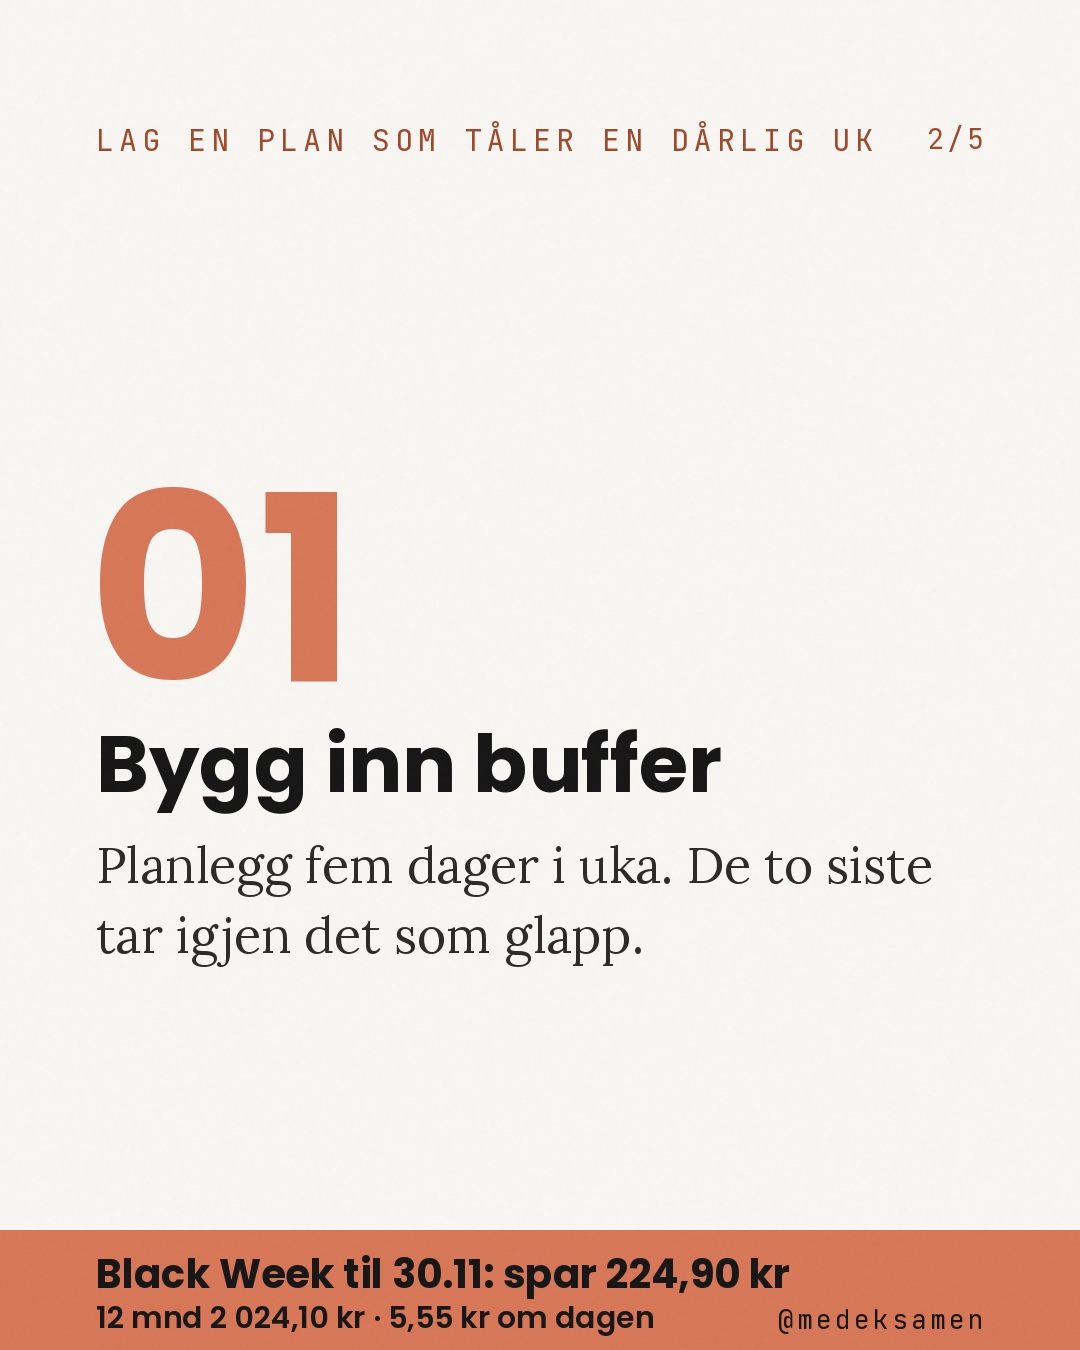 LAG EN PLAN SOM TÅLER EN DÅRLIG UK 2/5
01
Bygg inn buffer
Planlegg fem dager i uka. De to siste
tar igjen det som glapp.
Black Week til 30.11: spar 224,90 kr
12 mnd 2 024,10 kr · 5,55 kr om dagen
@medeksamen